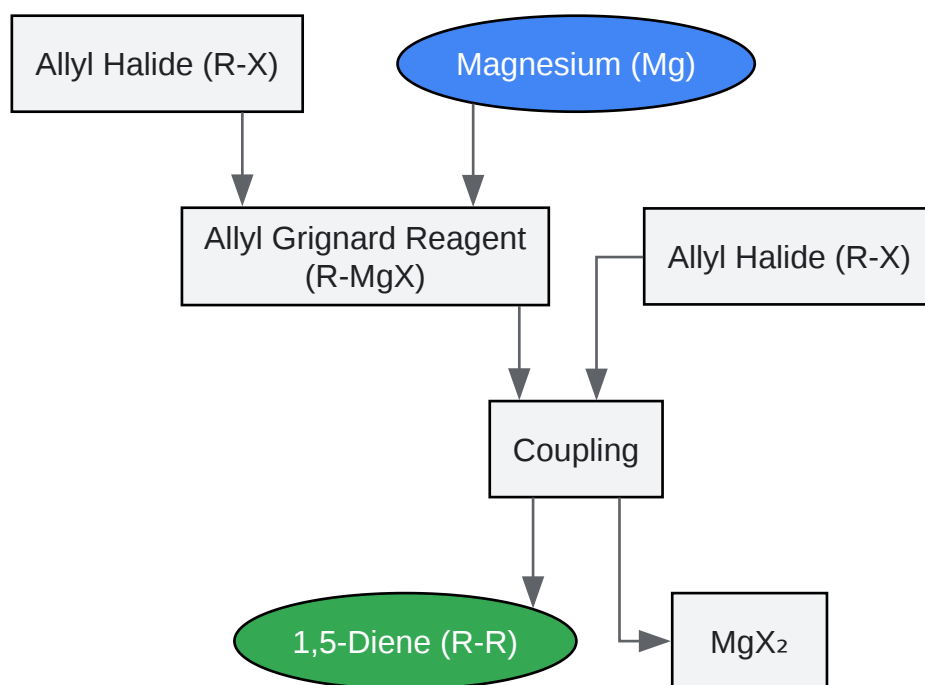 Allyl Halide (R-X)
Magnesium (Mg)
Allyl Grignard Reagent
(R-MgX)
Allyl Halide (R-X)
Coupling
1,5-Diene (R-R)
MgX₂